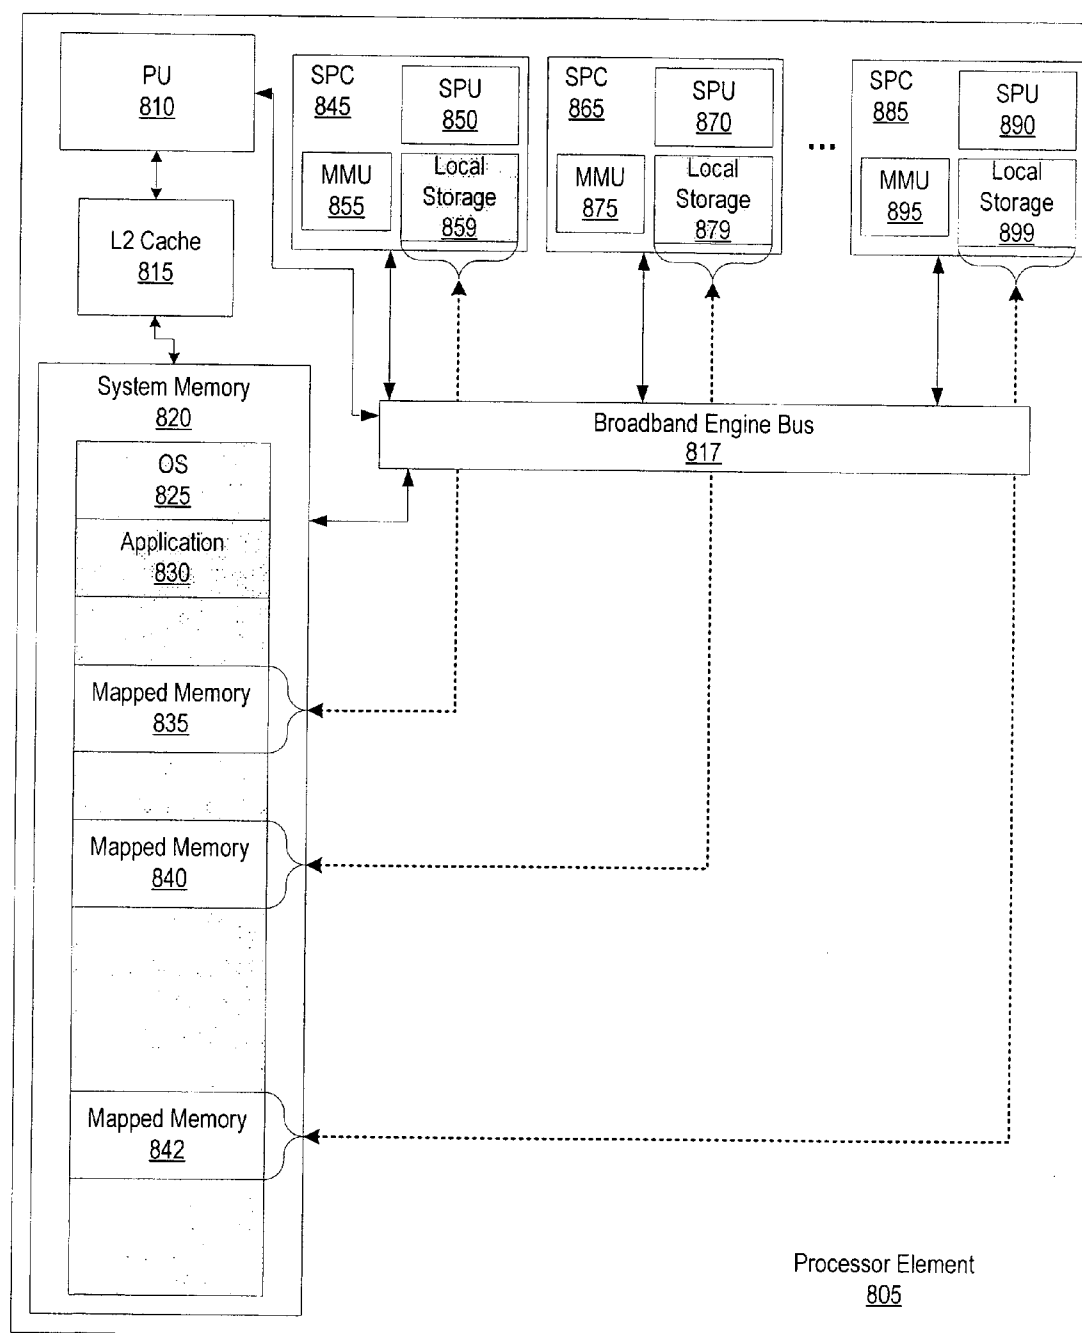 PU
810
SPC
845
SPU
850
MMU
855
Local
Storage
859
SPC
865
SPU
870
MMU
875
Local
Storage
879
...
SPC
885
SPU
890
MMU
895
Local
Storage
899
L2 Cache
815
Broadband Engine Bus
817
System Memory
820
OS
825
Application
830
Mapped Memory
835
Mapped Memory
840
Mapped Memory
842
Processor Element
805